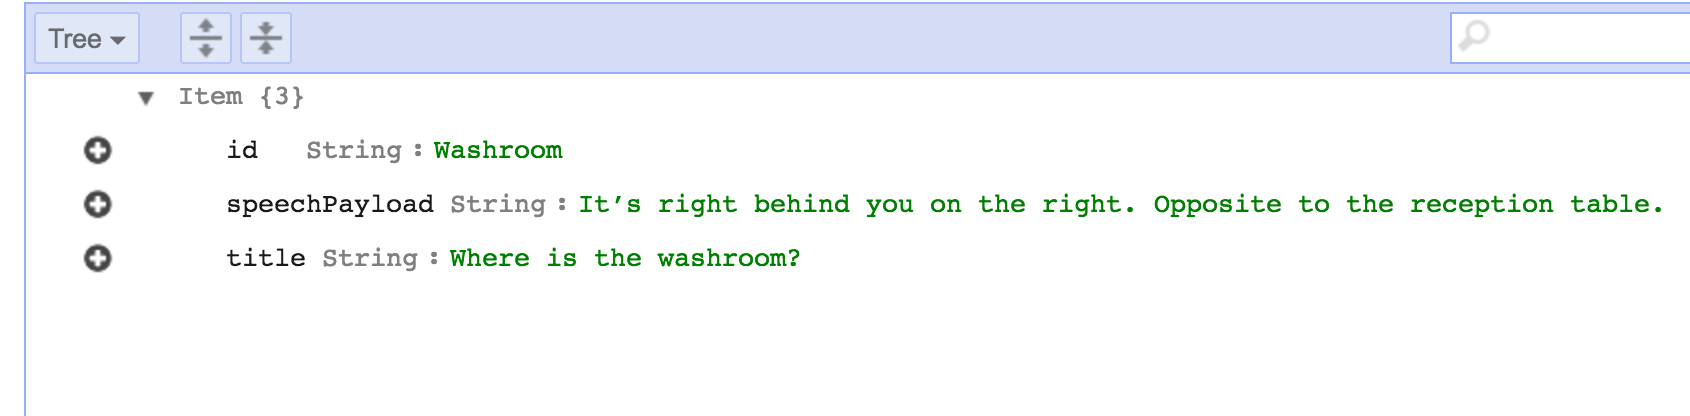 Tree
Item {3}
id String : Washroom
speechPayload String : It’s right behind you on the right. Opposite to the reception table.
title String : Where is the washroom?